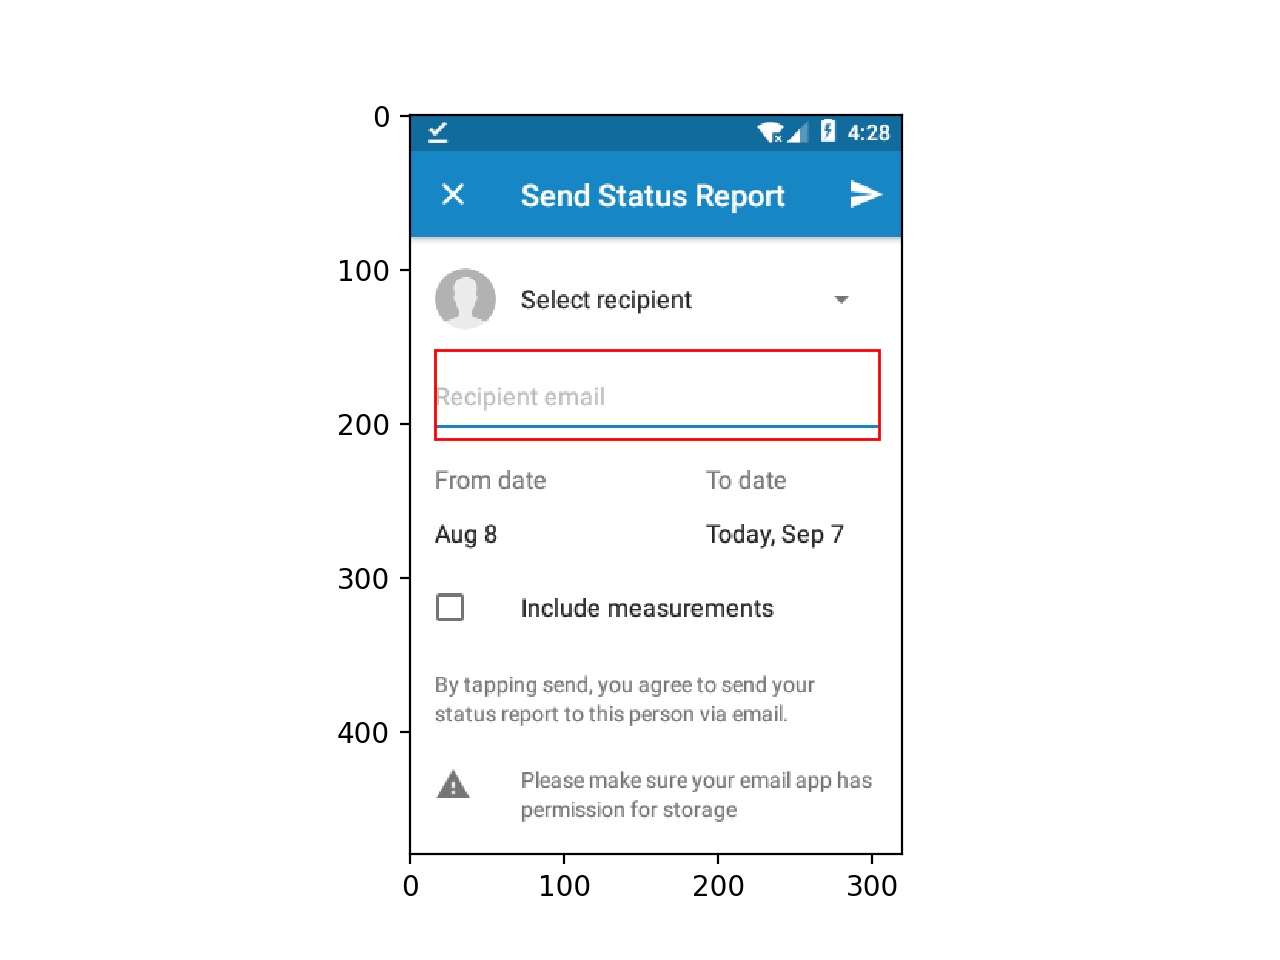 0
100
200
300
400
4:28
Send Status Report
Select recipient
Recipient email
From date To date
Aug 8 Today, Sep 7
Include measurements
By tapping send, you agree to send your
status report to this person via email.
Please make sure your email app has
permission for storage
0 100 200 300